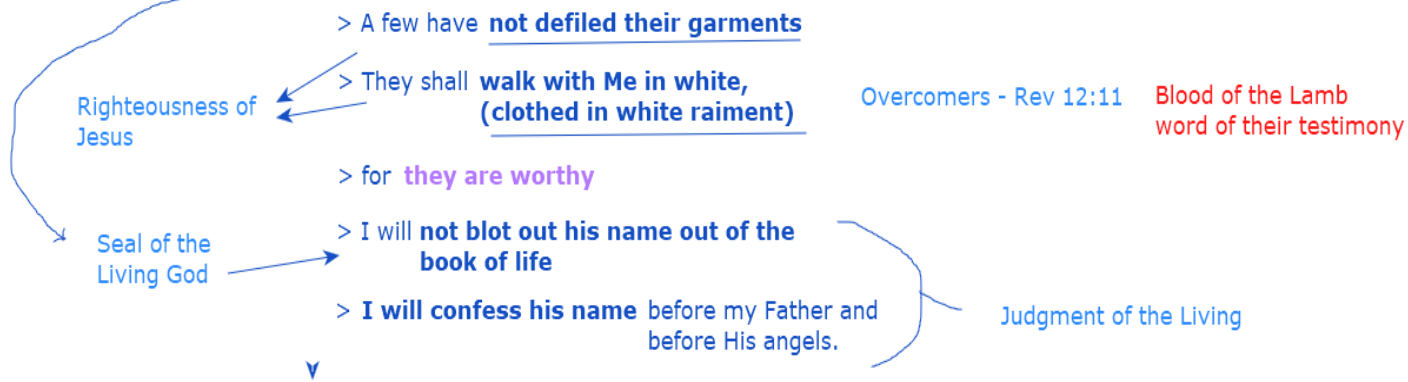 > A few have not defiled their garments
> They shall walk with Me in white,
(clothed in white raiment)
Righteousness of
Jesus
Overcomers - Rev 12:11
Blood of the Lamb
word of their testimony
> for they are worthy
> I will not blot out his name out of the
book of life
Seal of the
Living God
> I will confess his name before my Father and
before His angels.
Judgment of the Living